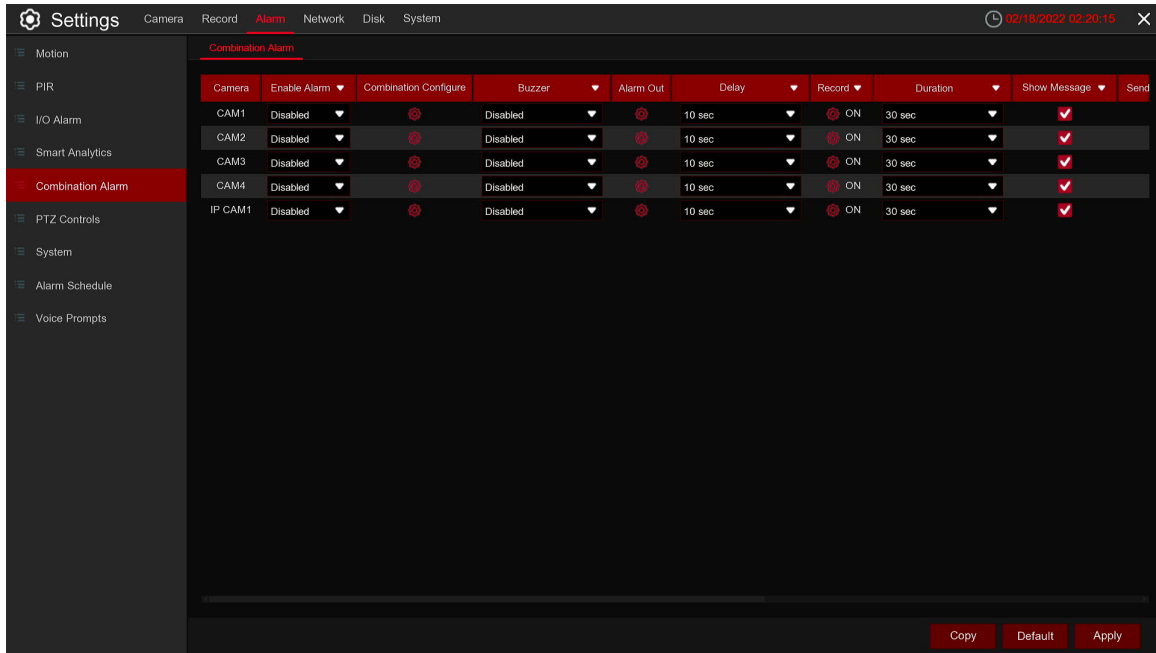 Settings Camera Record Alarm Network Disk System 02/18/2022 02:20:15
Motion
PIR
I/O Alarm
Smart Analytics
Combination Alarm
PTZ Controls
System
Alarm Schedule
Voice Prompts
Combination Alarm
Camera Enable Alarm Combination Configure Buzzer Alarm Out Delay Record Duration Show Message Send
CAM1 Disabled Disabled 10 sec ON 30 sec
CAM2 Disabled Disabled 10 sec ON 30 sec
CAM3 Disabled Disabled 10 sec ON 30 sec
CAM4 Disabled Disabled 10 sec ON 30 sec
IP CAM1 Disabled Disabled 10 sec ON 30 sec
Copy Default Apply